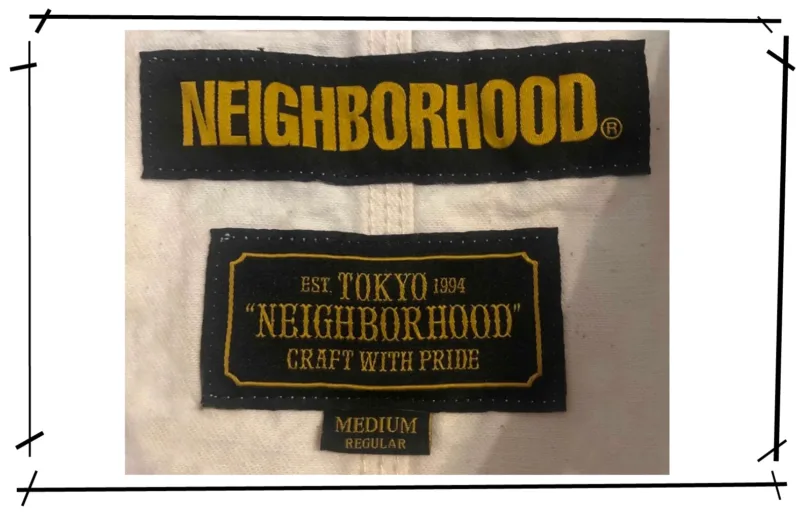 NEIGHBORHOOD®
EST. TOKYO 1994
"NEIGHBORHOOD"
CRAFT WITH PRIDE
MEDIUM
REGULAR